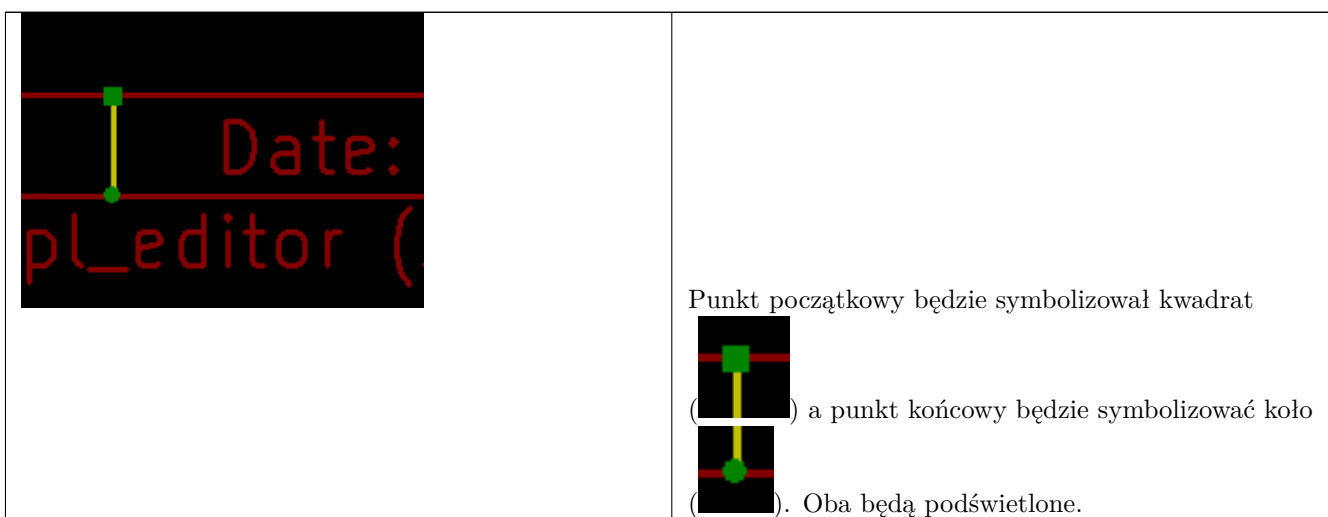 Date:
pl_editor (
Punkt początkowy będzie symbolizował kwadrat
( ) a punkt końcowy będzie symbolizować koło
( ). Oba będą podświetlone.